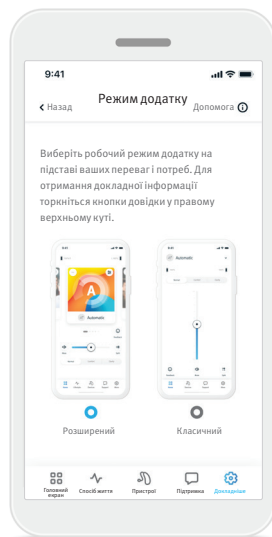 9:41
Назад
Режим додатку
Допомога
Виберіть робочий режим додатку на
підставі ваших переваг і потреб. Для
отримання докладної інформації
торкніться кнопки довідки у правому
верхньому куті.
A
Automatic
Automatic
Розширений
Класичний
Головний
екран
Спосіб життя
Пристрої
Підтримка
Докладніше